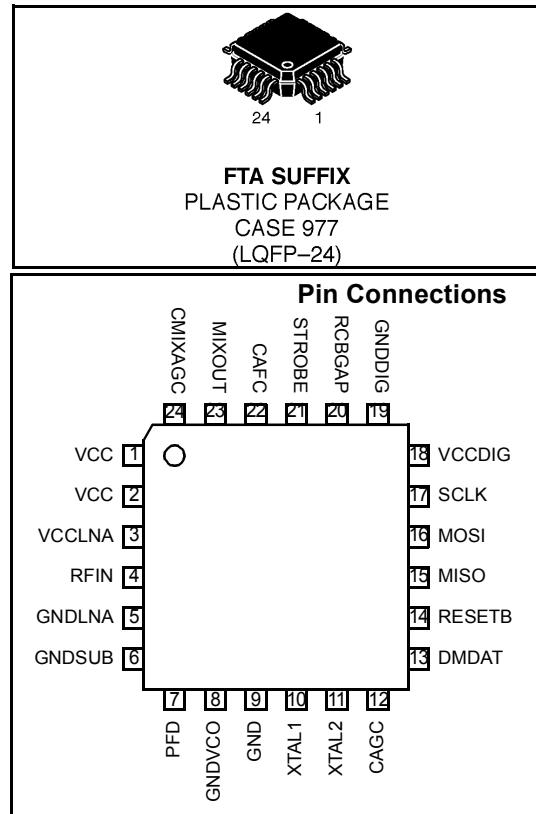 24 1
FTA SUFFIX
PLASTIC PACKAGE
CASE 977
(LQFP–24)
Pin Connections
CMIXAGC
MIXOUT
CAFC
STROBE
RCBGAP
GNDDIG
24 23 22 21 20 19
VCC 1
VCC 2
VCCLNA 3
RFIN 4
GNDLNA 5
GNDSUB 6
18 VCCDIG
17 SCLK
16 MOSI
15 MISO
14 RESETB
13 DMDAT
7 8 9 10 11 12
PFD
GNDVCO
GND
XTAL1
XTAL2
CAGC